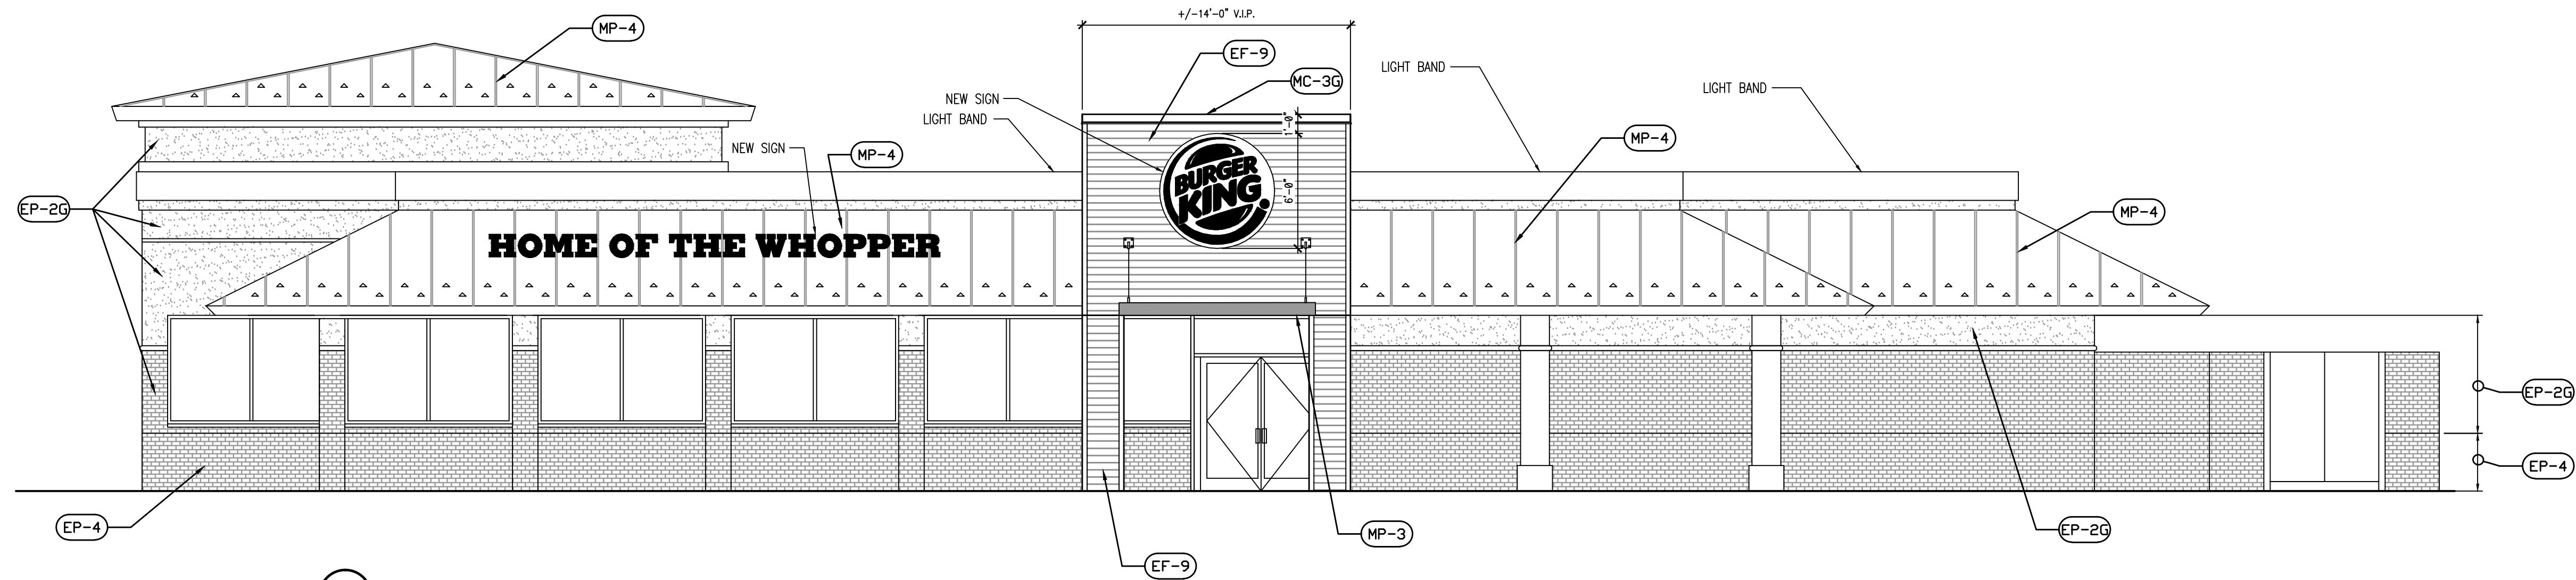 +/-14'-0" V.I.P.
MP-4
EF-9
MC-3G
LIGHT BAND
LIGHT BAND
NEW SIGN
LIGHT BAND
1'-0"
MP-4
NEW SIGN
MP-4
BURGER
KING
6'-0"
EP-2G
MP-4
HOME OF THE WHOPPER
EP-2G
EP-4
EP-4
MP-3
EP-2G
EF-9